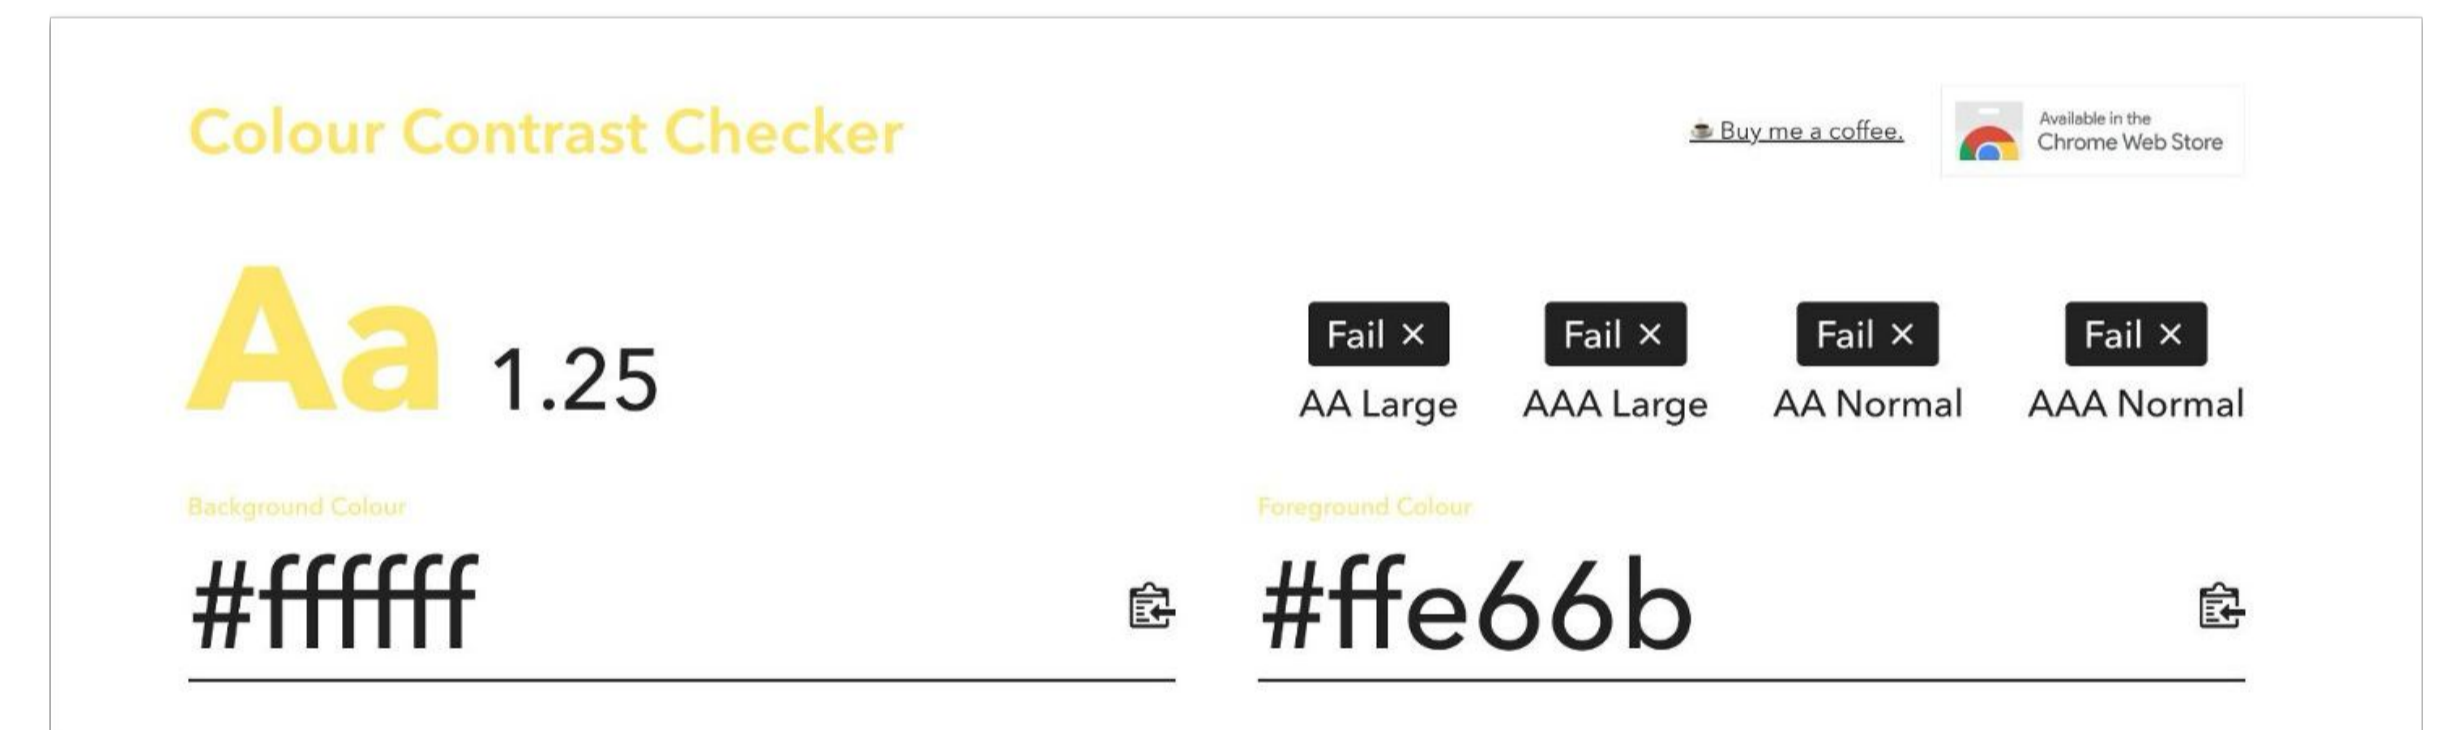 Colour Contrast Checker
☕ Buy me a coffee.
Available in the
Chrome Web Store
Aa 1.25
Fail ✕ Fail ✕ Fail ✕ Fail ✕
AA Large AAA Large AA Normal AAA Normal
Background Colour Foreground Colour
#ffffff #ffe66b